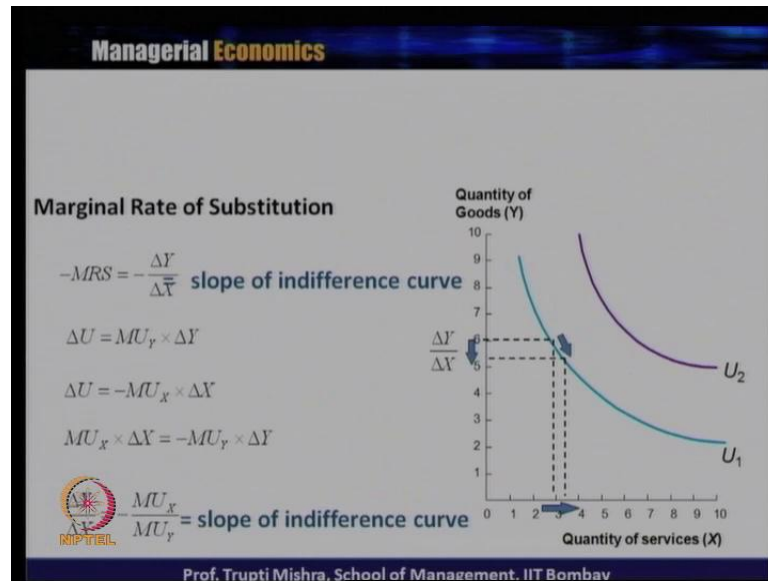 Managerial Economics
Marginal Rate of Substitution
-MRS = -ΔY/ΔX slope of indifference curve
ΔU = MU_Y × ΔY
ΔU = -MU_X × ΔX
MU_X × ΔX = -MU_Y × ΔY
MU_X/MU_Y = slope of indifference curve
NPTEL
Quantity of
Goods (Y)
10
9
8
7
6
5
4
3
2
1
ΔY/ΔX
U_2
U_1
0 1 2 3 4 5 6 7 8 9 10
Quantity of services (X)
Prof. Trupti Mishra, School of Management, IIT Bombay